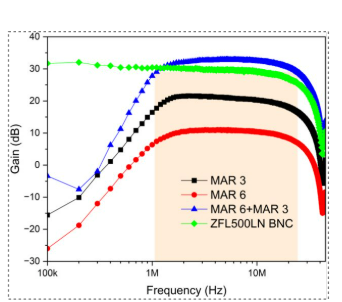 40
30
20
10
0
−10
−20
−30
Gain (dB)
MAR 3
MAR 6
MAR 6+MAR 3
ZFL500LN BNC
100k
1M
10M
Frequency (Hz)